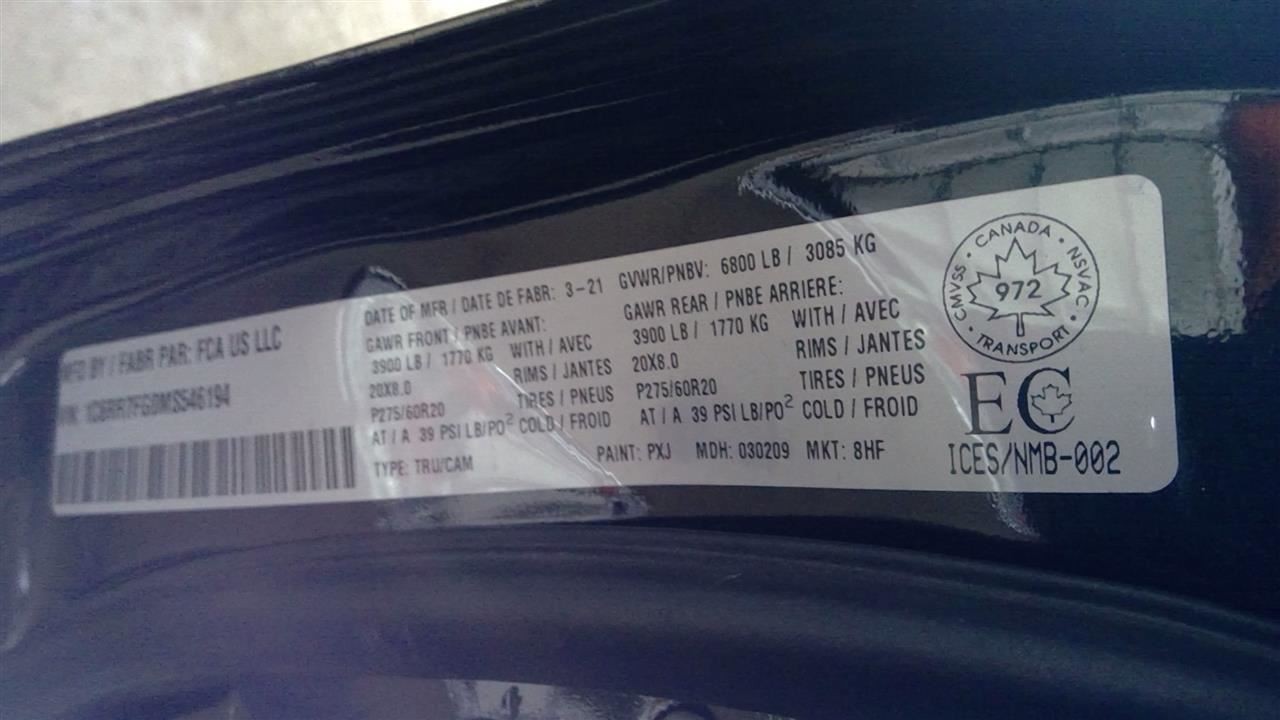 MFD BY / FABR PAR: FCA US LLC
DATE OF MFR / DATE DE FABR: 3-21 GVWR/PNBV: 6800 LB / 3085 KG
GAWR FRONT / PNBE AVANT:
3900 LB / 1770 KG WITH / AVEC
20X8.0 RIMS / JANTES
P275/60R20 TIRES / PNEUS
AT / A 39 PSI LB/PO² COLD / FROID
GAWR REAR / PNBE ARRIERE:
3900 LB / 1770 KG WITH / AVEC
20X8.0 RIMS / JANTES
P275/60R20 TIRES / PNEUS
AT / A 39 PSI LB/PO² COLD / FROID
TYPE: TRU/CAM PAINT: PXJ MDH: 030209 MKT: 8HF
CMVSS · CANADA · NSVAC · TRANSPORT ·
972
EC
ICES/NMB-002